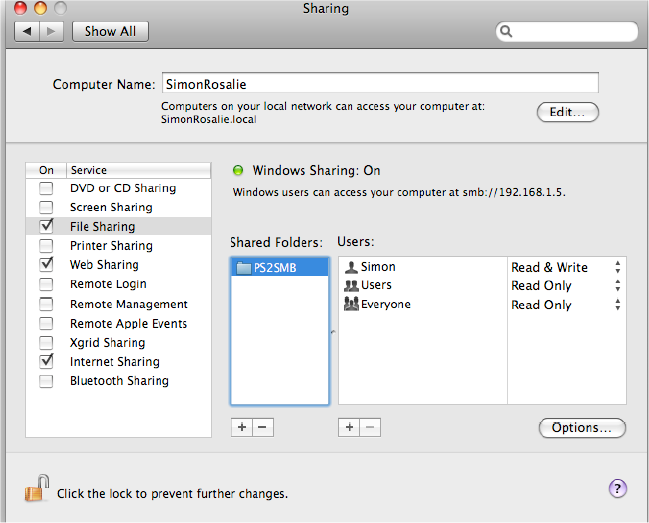 Sharing
Show All
Computer Name: SimonRosalie
Computers on your local network can access your computer at:
SimonRosalie.local
Edit...
On Service
DVD or CD Sharing
Screen Sharing
File Sharing
Printer Sharing
Web Sharing
Remote Login
Remote Management
Remote Apple Events
Xgrid Sharing
Internet Sharing
Bluetooth Sharing
Windows Sharing: On
Windows users can access your computer at smb://192.168.1.5.
Shared Folders:
PS2SMB
Users:
Simon Read & Write
Users Read Only
Everyone Read Only
+ −
+ −
Options...
Click the lock to prevent further changes.
?